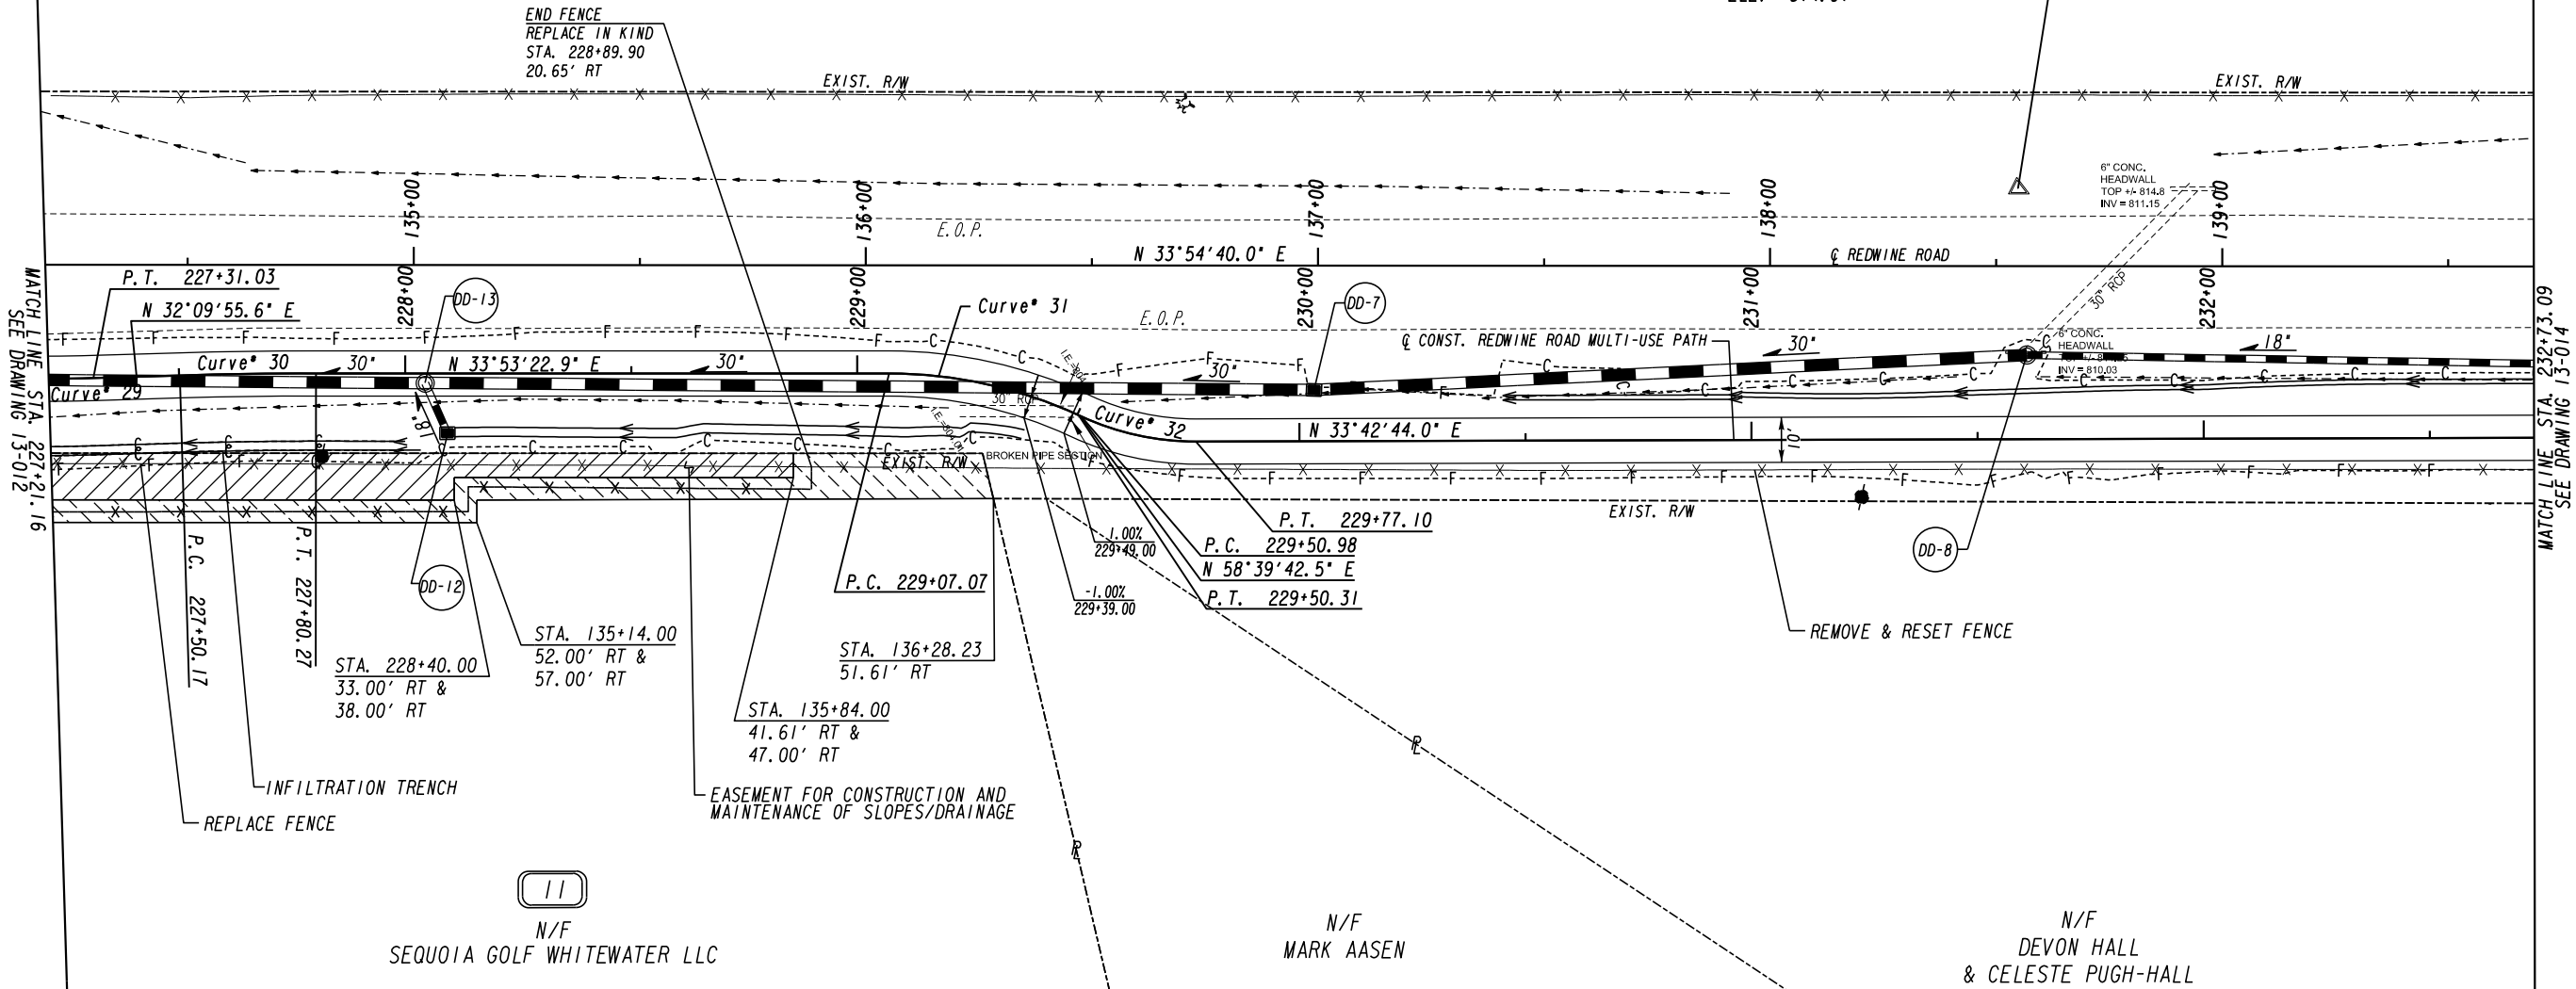 END FENCE
REPLACE IN KIND
STA. 228+89.90
20.65' RT
EXIST. R/W
EXIST. R/W
6" CONC.
HEADWALL
TOP +/- 814.8
INV = 811.15
135+00
136+00
137+00
138+00
139+00
E.O.P.
N 33°54'40.0" E
℄ REDWINE ROAD
30" RCP
MATCH LINE STA. 227+21.16
SEE DRAWING 13-012
MATCH LINE STA. 232+73.09
SEE DRAWING 13-014
P.T. 227+31.03
N 32°09'55.6" E
228+00
229+00
230+00
231+00
232+00
DD-13
DD-7
Curve# 31
E.O.P.
℄ CONST. REDWINE ROAD MULTI-USE PATH
30"
18"
6" CONC.
HEADWALL
INV = 810.03
Curve# 30
30"
N 33°53'22.9" E
30"
30"
Curve# 29
18"
30" RCP
Curve# 32
N 33°42'44.0" E
10'
BROKEN PIPE SECTION
EXIST. R/W
EXIST. R/W
P.T. 229+77.10
P.C. 229+50.98
N 58°39'42.5" E
P.T. 229+50.31
1.00%
229+49.00
-1.00%
229+39.00
P.C. 229+07.07
DD-12
DD-8
P.C. 227+50.17
P.T. 227+80.27
STA. 228+40.00
33.00' RT &
38.00' RT
STA. 135+14.00
52.00' RT &
57.00' RT
STA. 136+28.23
51.61' RT
STA. 135+84.00
41.61' RT &
47.00' RT
REMOVE & RESET FENCE
INFILTRATION TRENCH
REPLACE FENCE
EASEMENT FOR CONSTRUCTION AND
MAINTENANCE OF SLOPES/DRAINAGE
11
N/F
SEQUOIA GOLF WHITEWATER LLC
N/F
MARK AASEN
N/F
DEVON HALL
& CELESTE PUGH-HALL